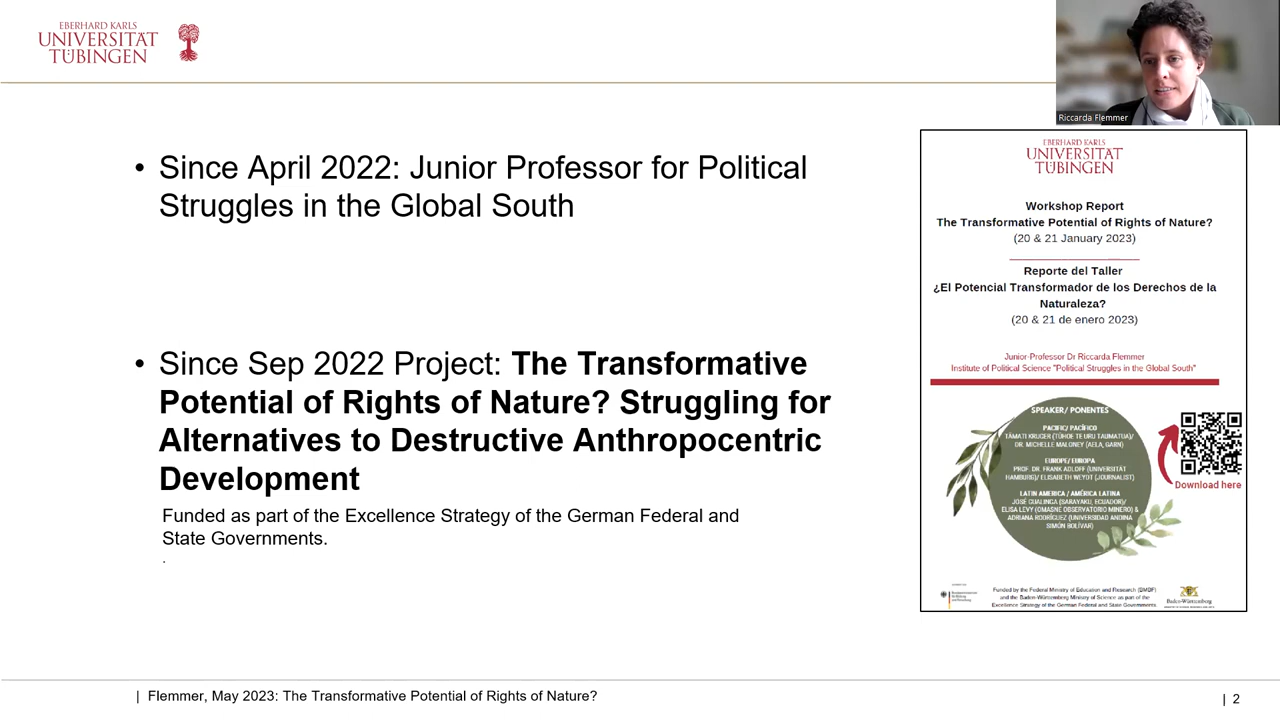 EBERHARD KARLS
UNIVERSITÄT
TÜBINGEN
Riccarda Flemmer
• Since April 2022: Junior Professor for Political
Struggles in the Global South
• Since Sep 2022 Project: The Transformative
Potential of Rights of Nature? Struggling for
Alternatives to Destructive Anthropocentric
Development
Funded as part of the Excellence Strategy of the German Federal and
State Governments.
.
EBERHARD KARLS
UNIVERSITÄT
TÜBINGEN
Workshop Report
The Transformative Potential of Rights of Nature?
(20 & 21 January 2023)
Reporte del Taller
¿El Potencial Transformador de los Derechos de la
Naturaleza?
(20 & 21 de enero 2023)
Junior-Professor Dr Riccarda Flemmer
Institute of Political Science "Political Struggles in the Global South"
SPEAKER/ PONENTES
PACIFIC/ PACÍFICO
TĀMATI KRUGER (TŪHOE TE URU TAUMATUA)/
DR. MICHELLE MALONEY (AELA, GARN)
EUROPE/ EUROPA
PROF. DR. FRANK ADLOFF (UNIVERSITÄT
HAMBURG)/ ELISABETH WEYDT (JOURNALIST)
LATIN AMERICA / AMÉRICA LATINA
JOSÉ GUALINGA (SARAYAKU, ECUADOR)/
ELISA LEVY (OMASNE OBSERVATORIO MINERO) &
ADRIANA RODRÍGUEZ (UNIVERSIDAD ANDINA
SIMÓN BOLÍVAR)
Download here
Funded by the Federal Ministry of Education and Research (BMBF)
and the Baden-Württemberg Ministry of Science as part of the
Excellence Strategy of the German Federal and State Governments
Baden-Württemberg
| Flemmer, May 2023: The Transformative Potential of Rights of Nature?
| 2